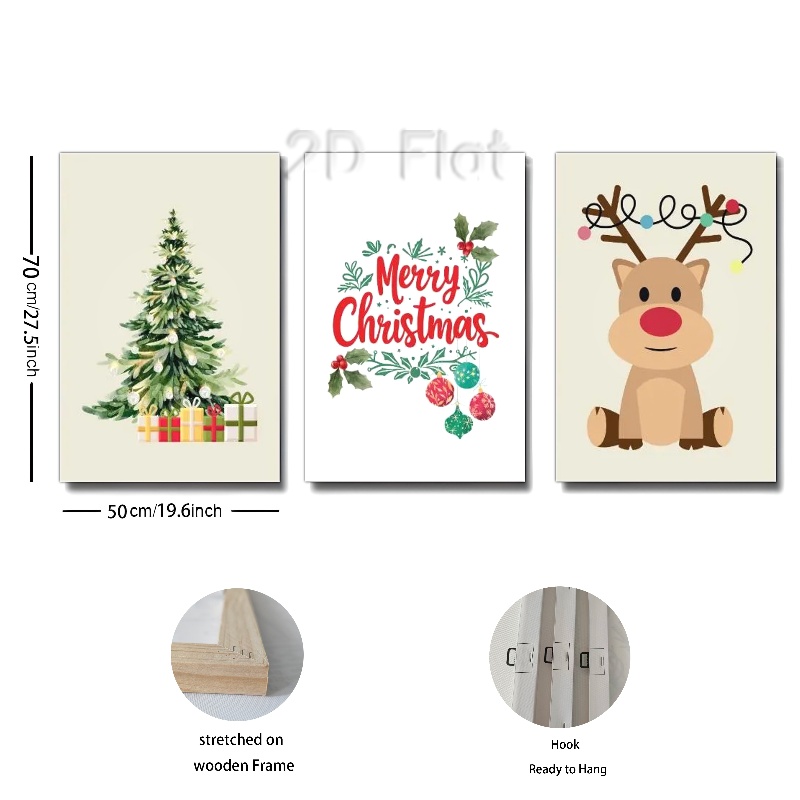 2D Flat
70 cm/27.5inch
Merry
Christmas
50cm/19.6inch
stretched on
wooden Frame
Hook
Ready to Hang